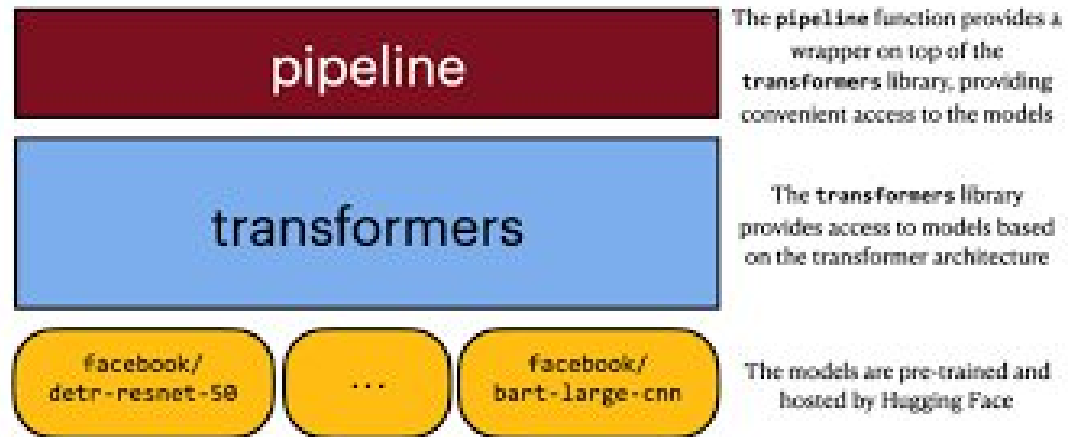 pipeline
The pipeline function provides a
wrapper on top of the
transformers library, providing
convenient access to the models
transformers
The transformers library
provides access to models based
on the transformer architecture
facebook/
detr-resnet-50
...
facebook/
bart-large-cnn
The models are pre-trained and
hosted by Hugging Face